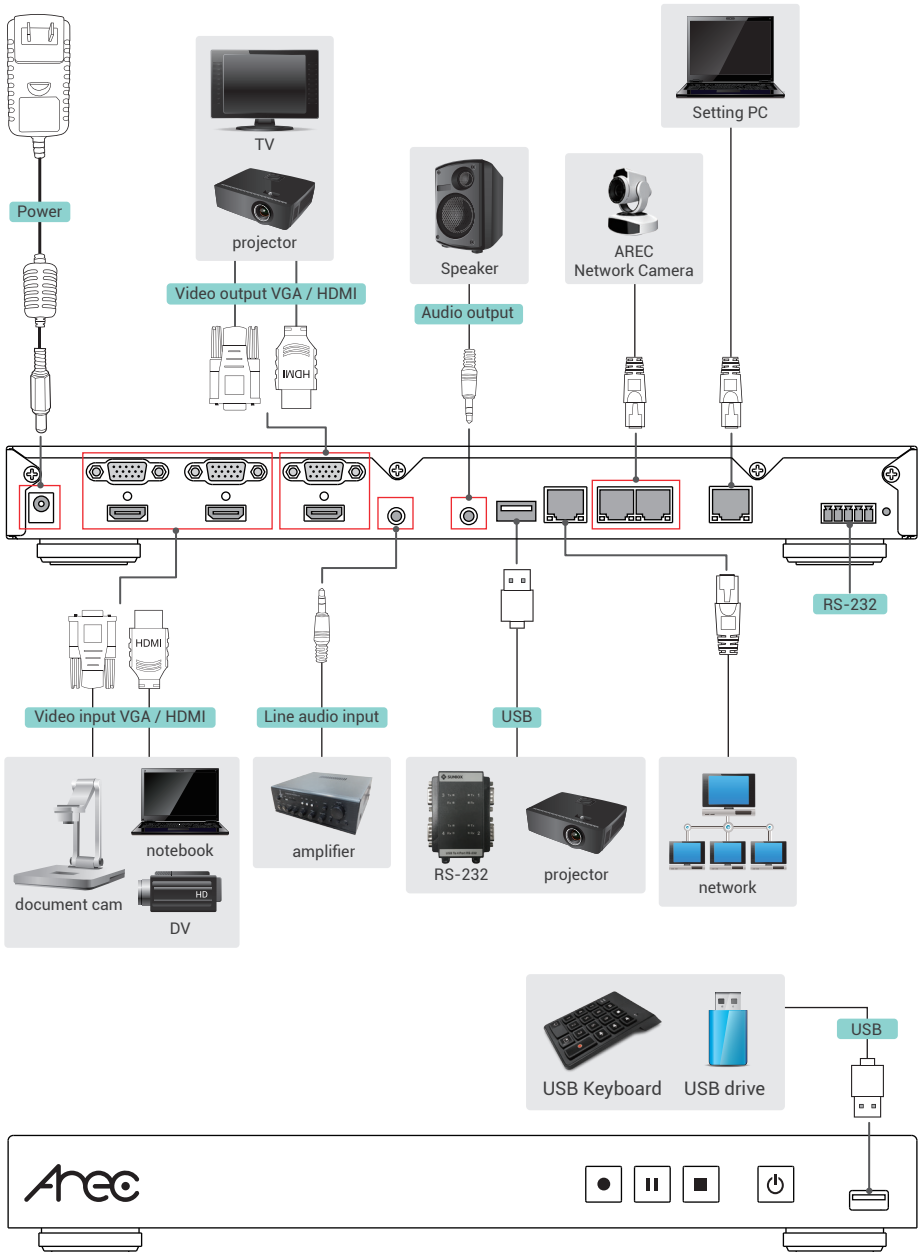 Setting PC
TV
projector
Power
Speaker
AREC
Network Camera
Video output VGA / HDMI
Audio output
HDMI
RS-232
HDMI
Video input VGA / HDMI
Line audio input
USB
SUNBOX
notebook
amplifier
RS-232
projector
network
document cam
HD
DV
USB
USB Keyboard
USB drive
Arec